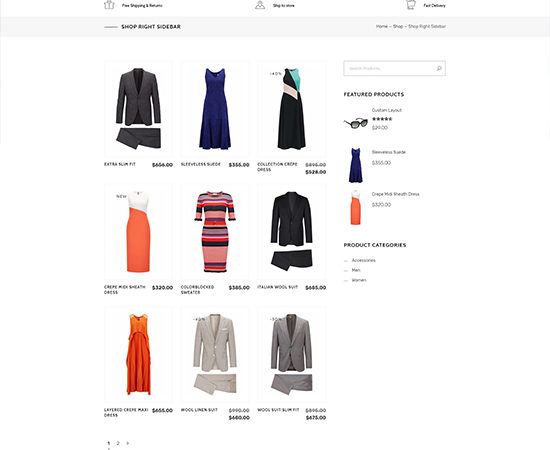 Free Shipping & Returns
Ship to store
Fast Delivery
SHOP RIGHT SIDEBAR
Home – Shop – Shop Right Sidebar
EXTRA SLIM FIT $656.00
SLEEVELESS SUEDE $355.00
-40%
COLLECTION CREPE DRESS $895.00
$528.00
NEW
CREPE MIDI SHEATH DRESS $320.00
COLORBLOCKED SWEATER $385.00
ITALIAN WOOL SUIT $685.00
LAYERED CREPE MAXI DRESS $655.00
-40%
WOOL LINEN SUIT $990.00
$680.00
-30%
WOOL SUIT SLIM FIT $895.00
$675.00
1 2 >
Search Products...
FEATURED PRODUCTS
Custom Layout
$29.00
Sleeveless Suede
$355.00
Crepe Midi Sheath Dress
$320.00
PRODUCT CATEGORIES
Accessories
Men
Women